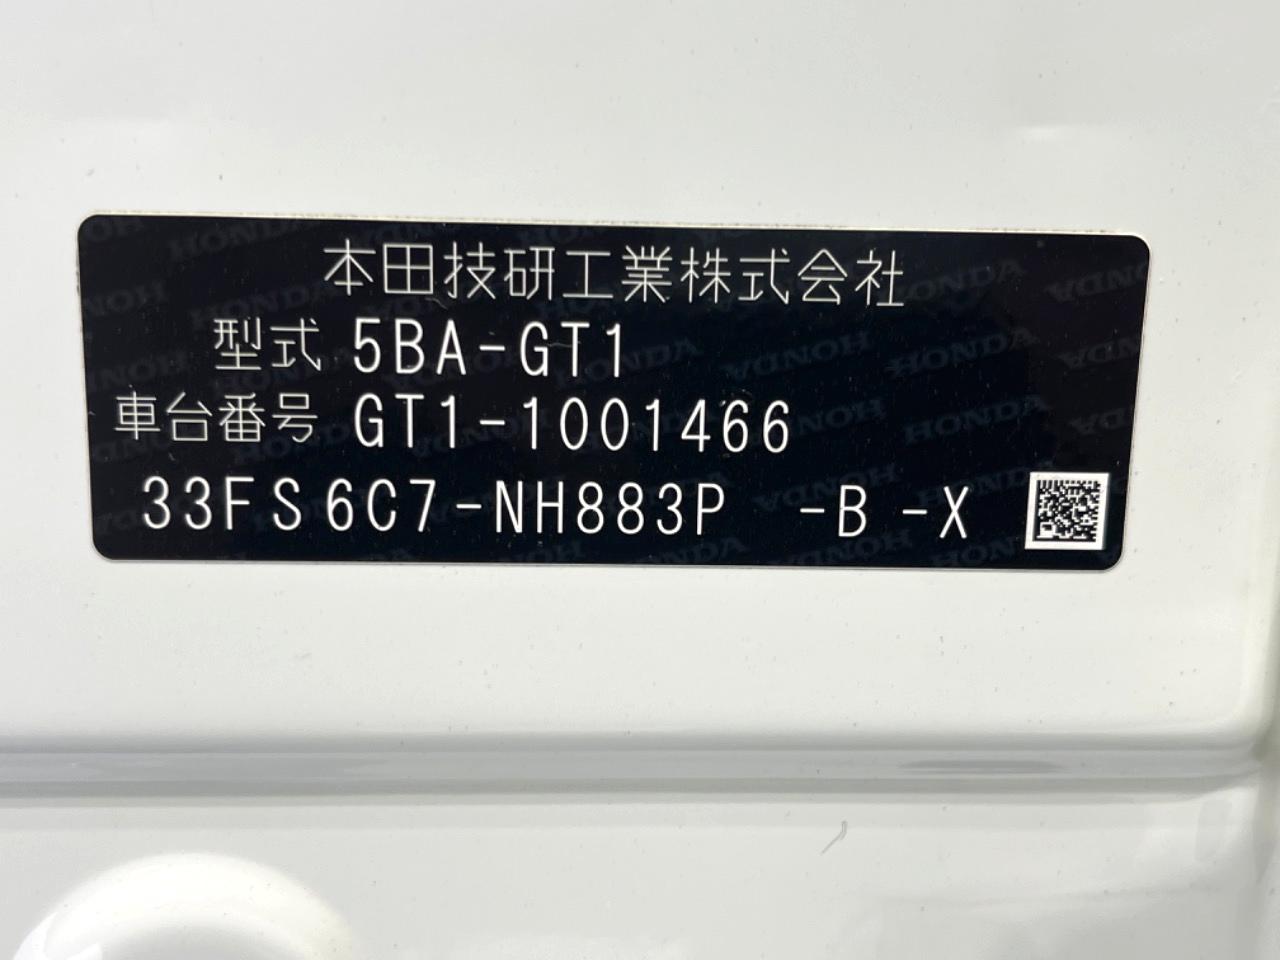 本田技研工業株式会社
型式 5BA-GT1
車台番号 GT1-1001466
33FS6C7-NH883P -B -X